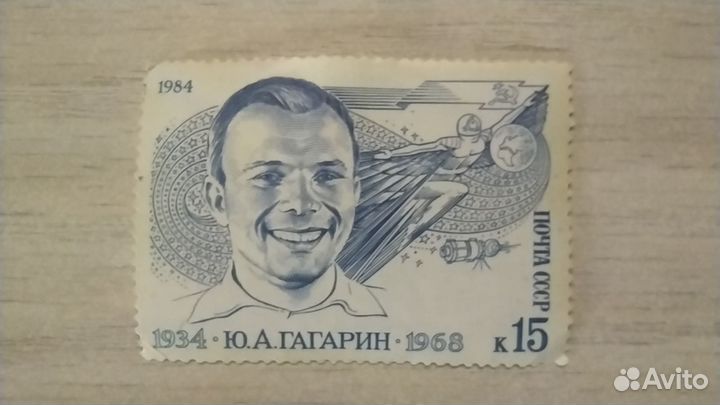 1984
ПОЧТА СССР
1934 · Ю.А.ГАГАРИН · 1968
к 15
Avito